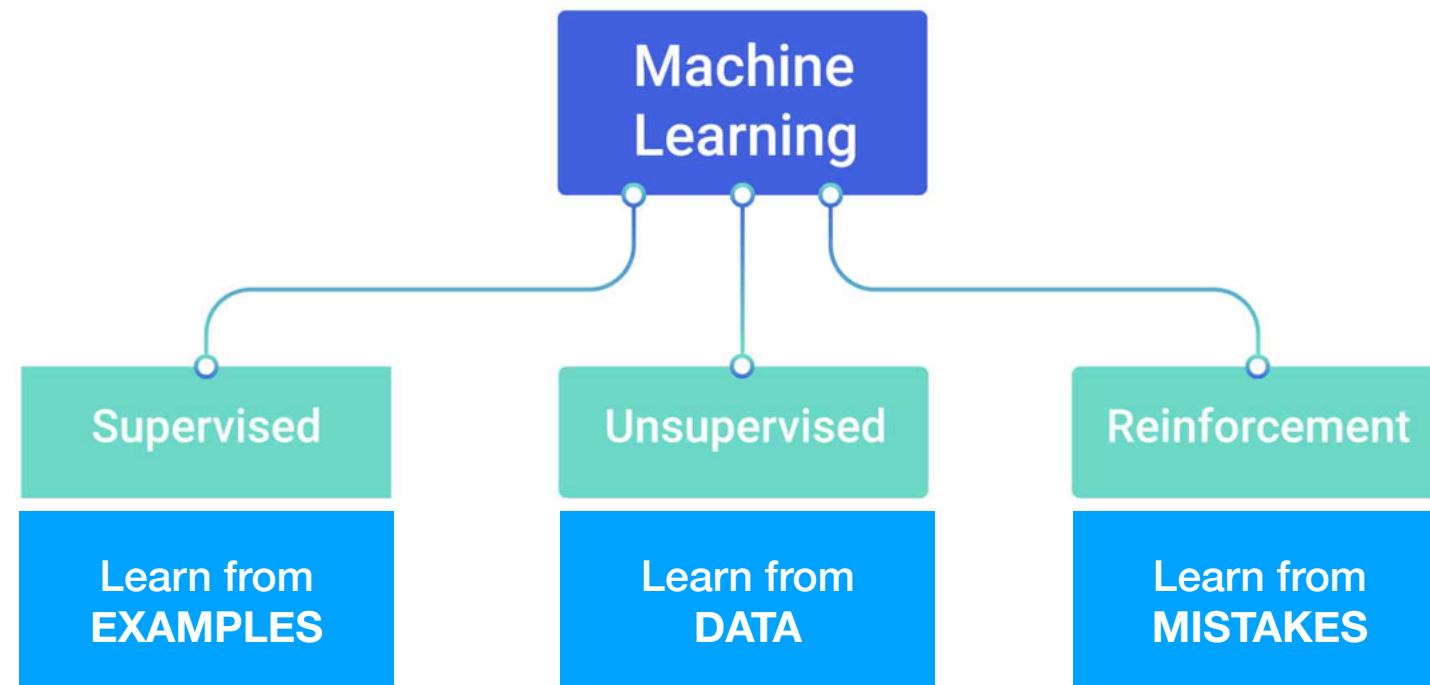 Machine
Learning
Supervised
Unsupervised
Reinforcement
Learn from
EXAMPLES
Learn from
DATA
Learn from
MISTAKES